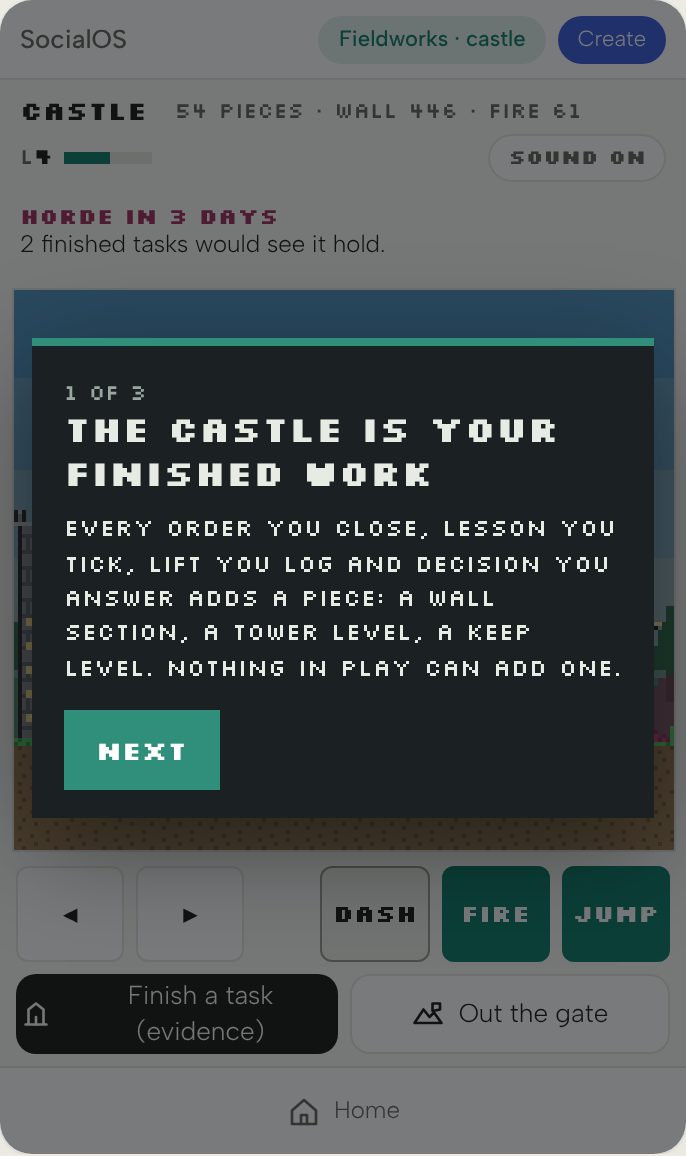 SocialOS
Fieldworks · castle
Create
CASTLE 54 PIECES · WALL 446 · FIRE 61
L4
SOUND ON
HORDE IN 3 DAYS
2 finished tasks would see it hold.
1 OF 3
THE CASTLE IS YOUR
FINISHED WORK
EVERY ORDER YOU CLOSE, LESSON YOU
TICK, LIFT YOU LOG AND DECISION YOU
ANSWER ADDS A PIECE: A WALL
SECTION, A TOWER LEVEL, A KEEP
LEVEL. NOTHING IN PLAY CAN ADD ONE.
NEXT
◄ ► DASH FIRE JUMP
Finish a task
(evidence)
Out the gate
Home